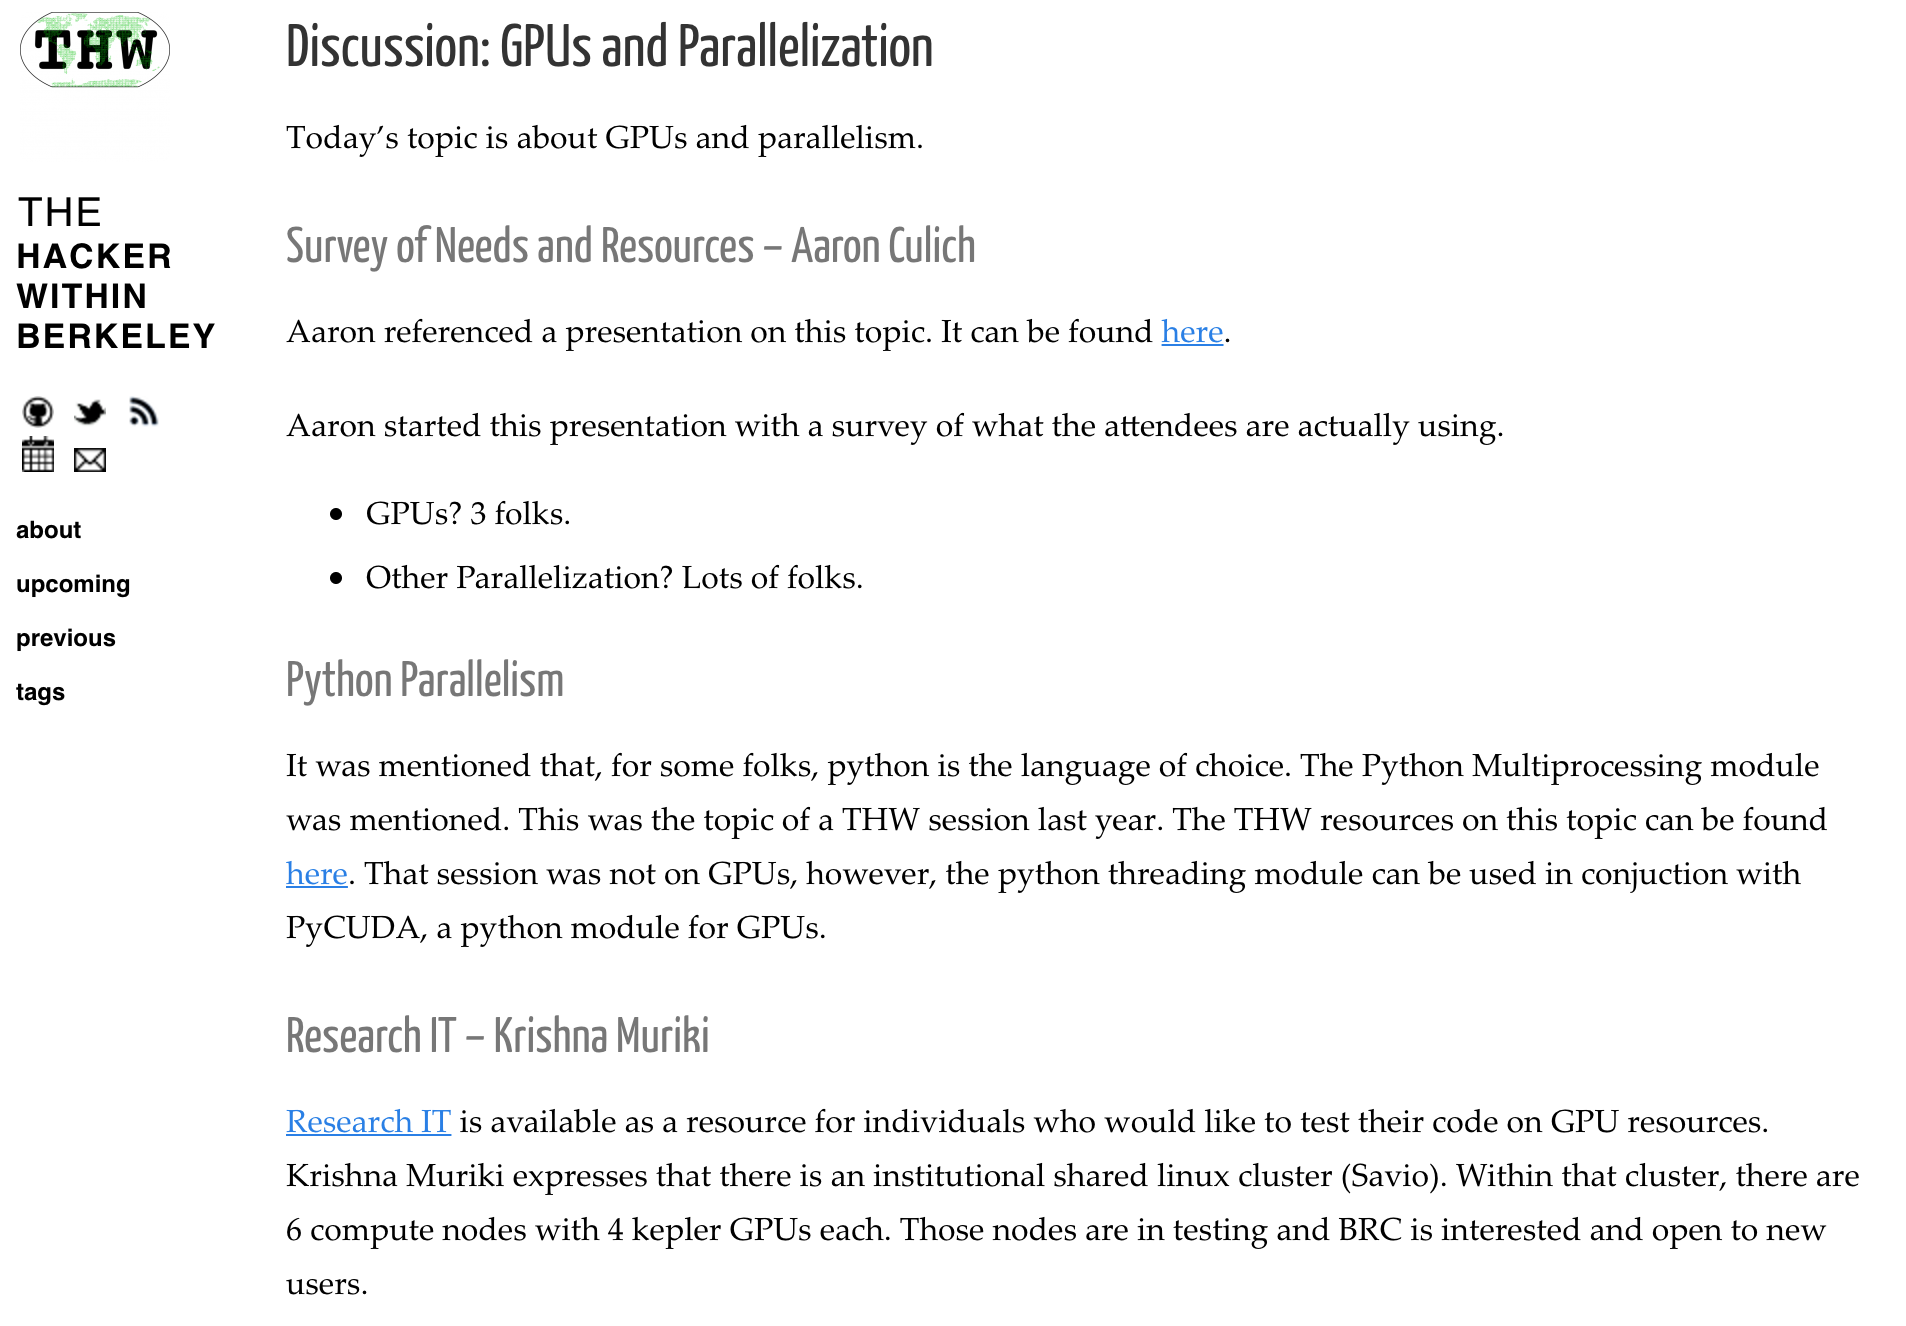 THW
THE
HACKER
WITHIN
BERKELEY
about
upcoming
previous
tags
Discussion: GPUs and Parallelization
Today’s topic is about GPUs and parallelism.
Survey of Needs and Resources – Aaron Culich
Aaron referenced a presentation on this topic. It can be found here.
Aaron started this presentation with a survey of what the attendees are actually using.
• GPUs? 3 folks.
• Other Parallelization? Lots of folks.
Python Parallelism
It was mentioned that, for some folks, python is the language of choice. The Python Multiprocessing module
was mentioned. This was the topic of a THW session last year. The THW resources on this topic can be found
here. That session was not on GPUs, however, the python threading module can be used in conjuction with
PyCUDA, a python module for GPUs.
Research IT – Krishna Muriki
Research IT is available as a resource for individuals who would like to test their code on GPU resources.
Krishna Muriki expresses that there is an institutional shared linux cluster (Savio). Within that cluster, there are
6 compute nodes with 4 kepler GPUs each. Those nodes are in testing and BRC is interested and open to new
users.